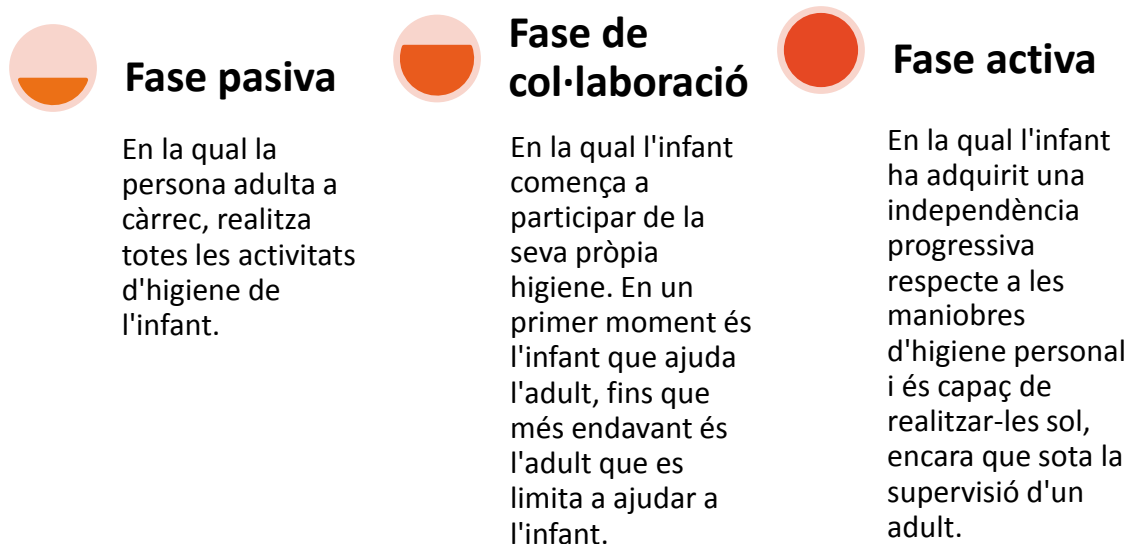 Fase pasiva
En la qual la
persona adulta a
càrrec, realitza
totes les activitats
d'higiene de
l'infant.
Fase de
col·laboració
En la qual l'infant
comença a
participar de la
seva pròpia
higiene. En un
primer moment és
l'infant que ajuda
l'adult, fins que
més endavant és
l'adult que es
limita a ajudar a
l'infant.
Fase activa
En la qual l'infant
ha adquirit una
independència
progressiva
respecte a les
maniobres
d'higiene personal
i és capaç de
realitzar-les sol,
encara que sota la
supervisió d'un
adult.